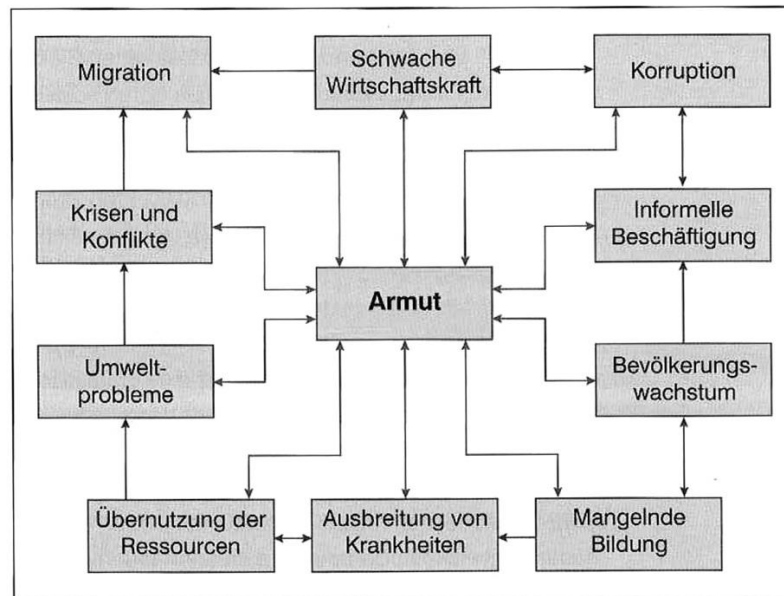 Migration
Schwache
Wirtschaftskraft
Korruption
Krisen und
Konflikte
Informelle
Beschäftigung
Armut
Umwelt-
probleme
Bevölkerungs-
wachstum
Übernutzung der
Ressourcen
Ausbreitung von
Krankheiten
Mangelnde
Bildung